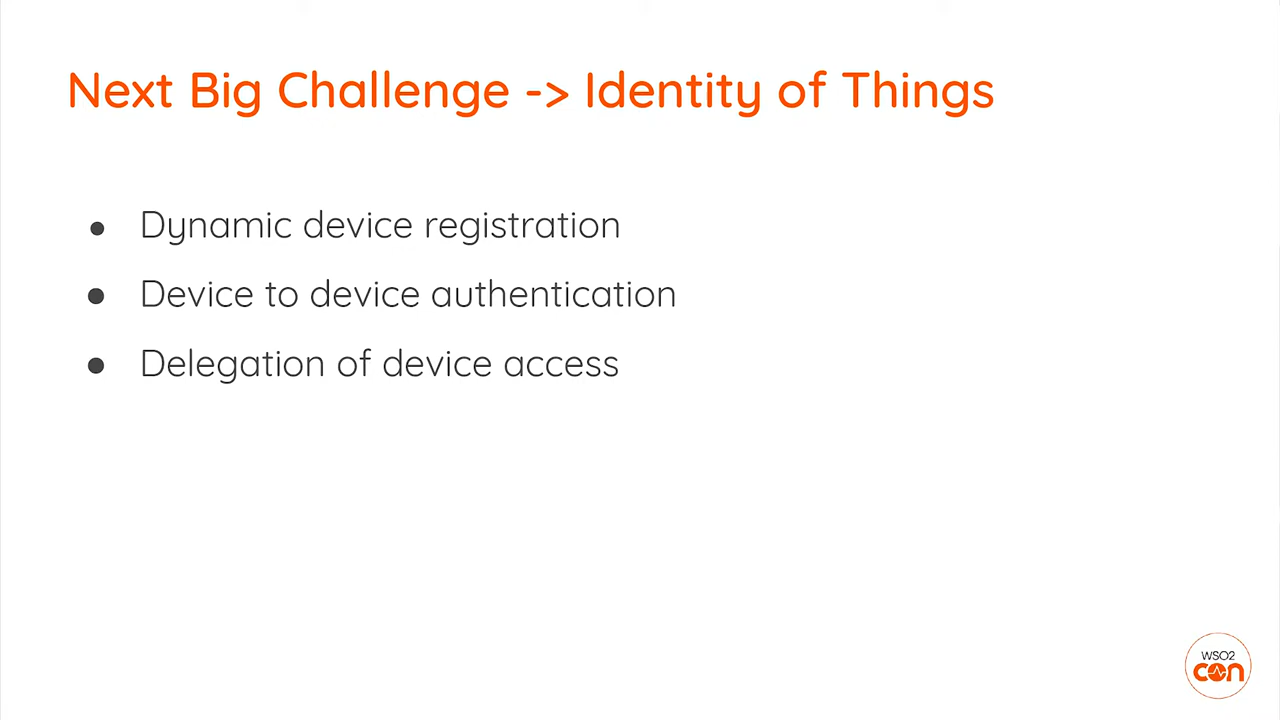 Next Big Challenge -> Identity of Things
● Dynamic device registration
● Device to device authentication
● Delegation of device access
WSO2
con